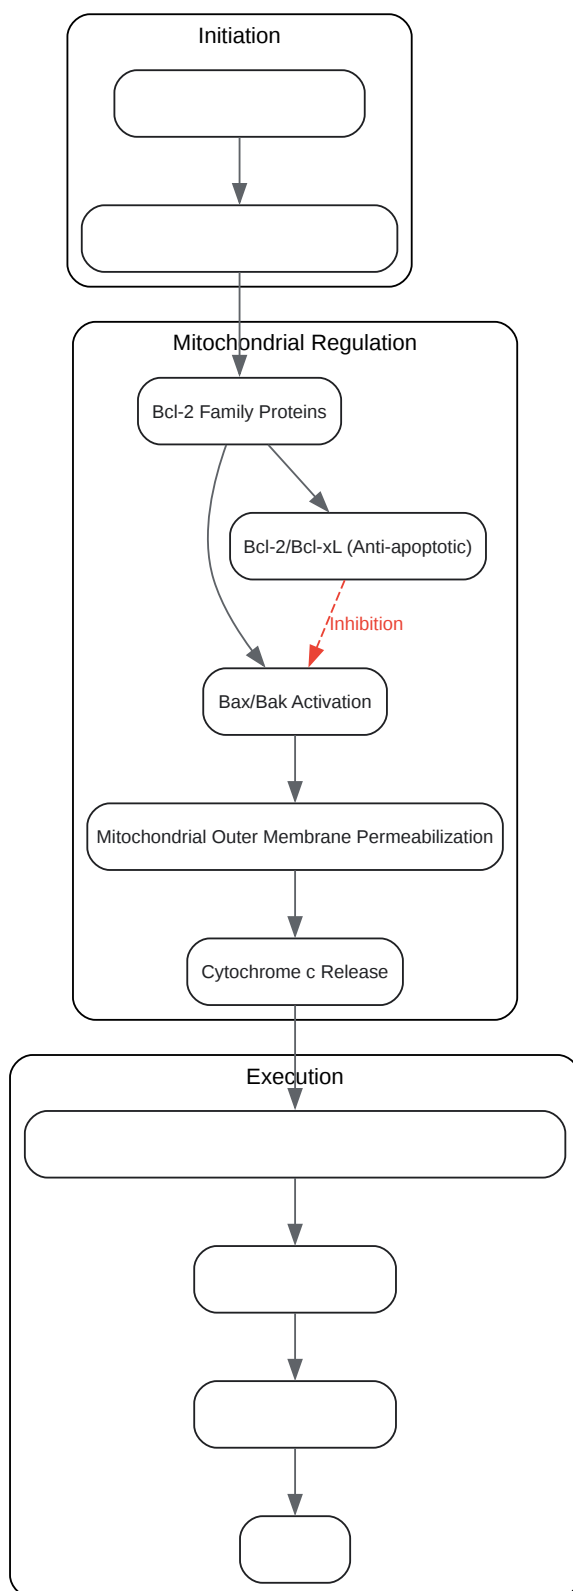 Initiation
Mitochondrial Regulation
Bcl-2 Family Proteins
Bcl-2/Bcl-xL (Anti-apoptotic)
Inhibition
Bax/Bak Activation
Mitochondrial Outer Membrane Permeabilization
Cytochrome c Release
Execution